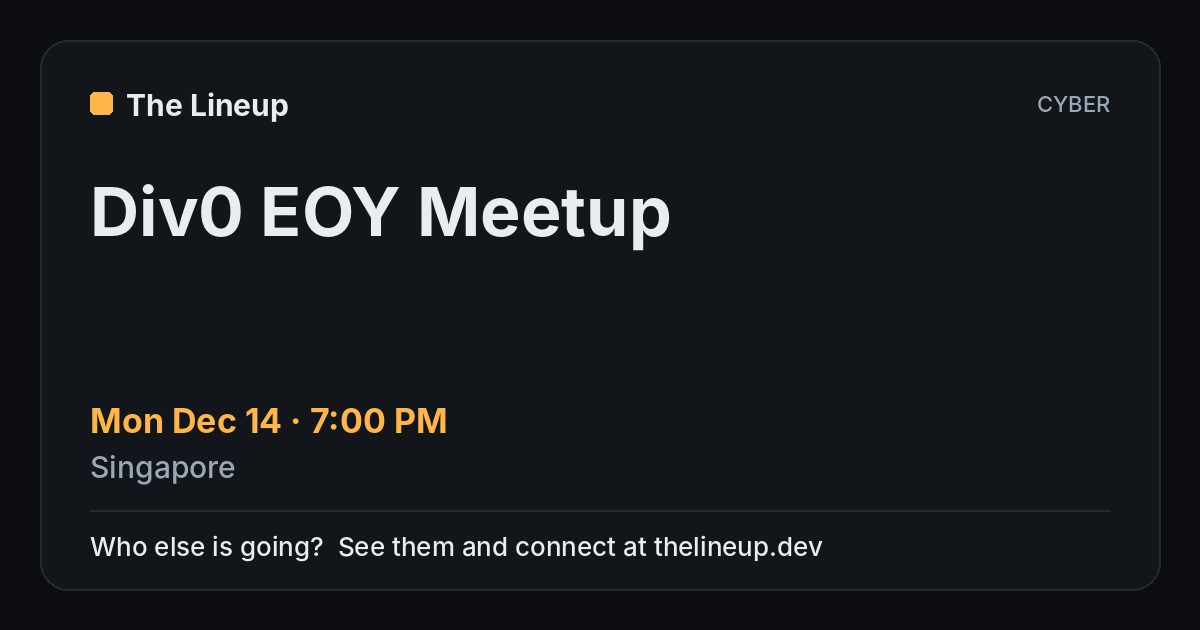 The Lineup
CYBER
Div0 EOY Meetup
Mon Dec 14 · 7:00 PM
Singapore
Who else is going?  See them and connect at thelineup.dev